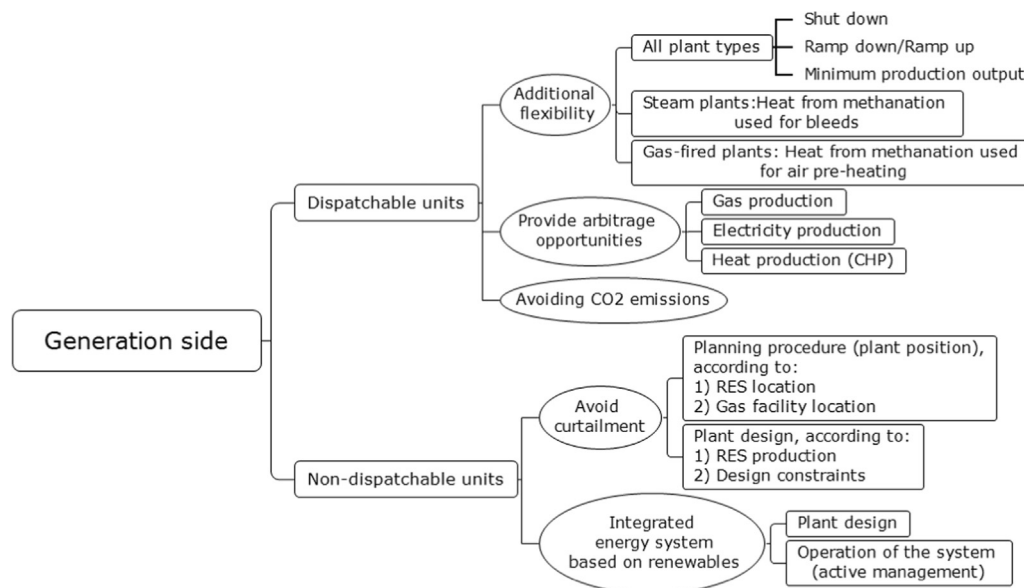 Generation side
Dispatchable units
Additional
flexibility
All plant types
Shut down
Ramp down/Ramp up
Minimum production output
Steam plants:Heat from methanation
used for bleeds
Gas-fired plants: Heat from methanation used
for air pre-heating
Provide arbitrage
opportunities
Gas production
Electricity production
Heat production (CHP)
Avoiding CO2 emissions
Non-dispatchable units
Avoid
curtailment
Planning procedure (plant position),
according to:
1) RES location
2) Gas facility location
Plant design, according to:
1) RES production
2) Design constraints
Integrated
energy system
based on renewables
Plant design
Operation of the system
(active management)